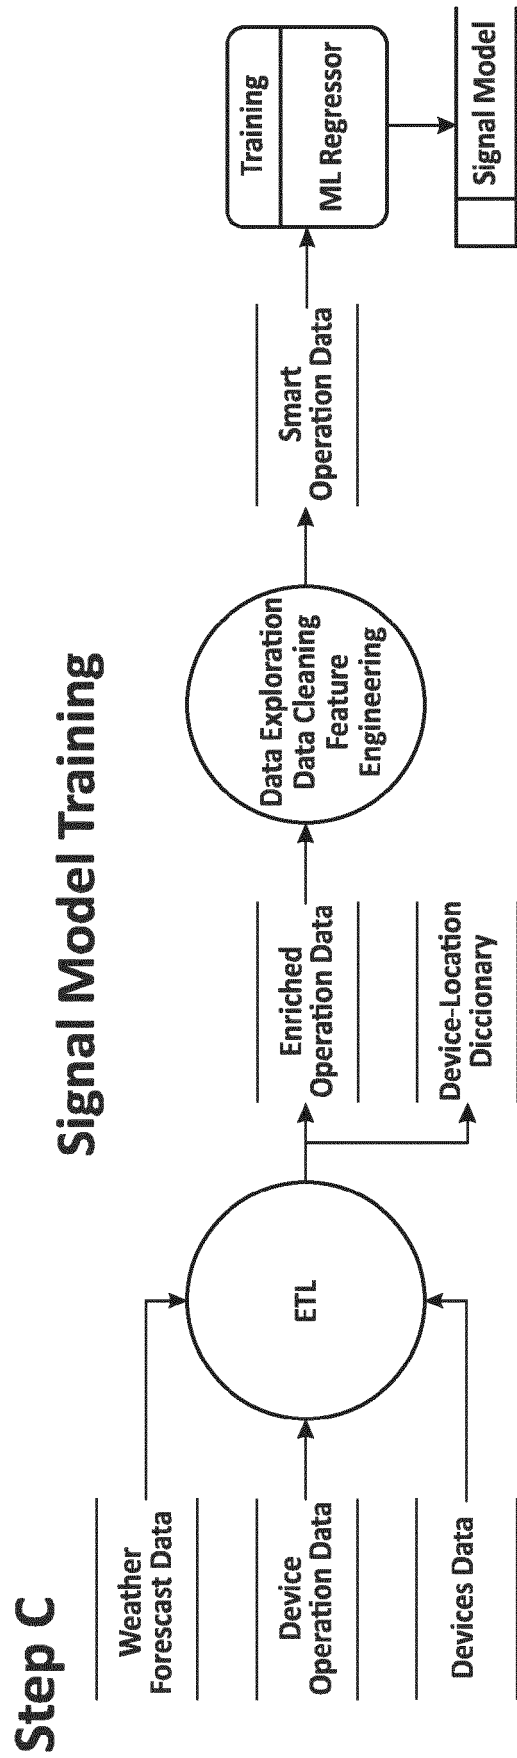 Step C
Signal Model Training
Weather
Forescast Data
Device
Operation Data
Devices Data
ETL
Enriched
Operation Data
Device-Location
Diccionary
Data Exploration
Data Cleaning
Feature
Engineering
Smart
Operation Data
Training
ML Regressor
Signal Model